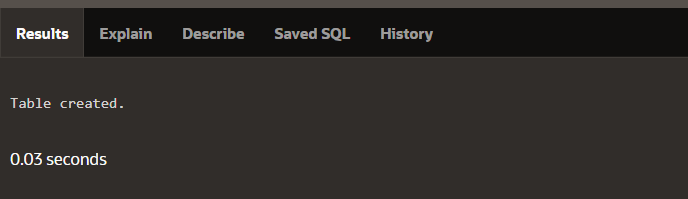 Results Explain Describe Saved SQL History
Table created.
0.03 seconds